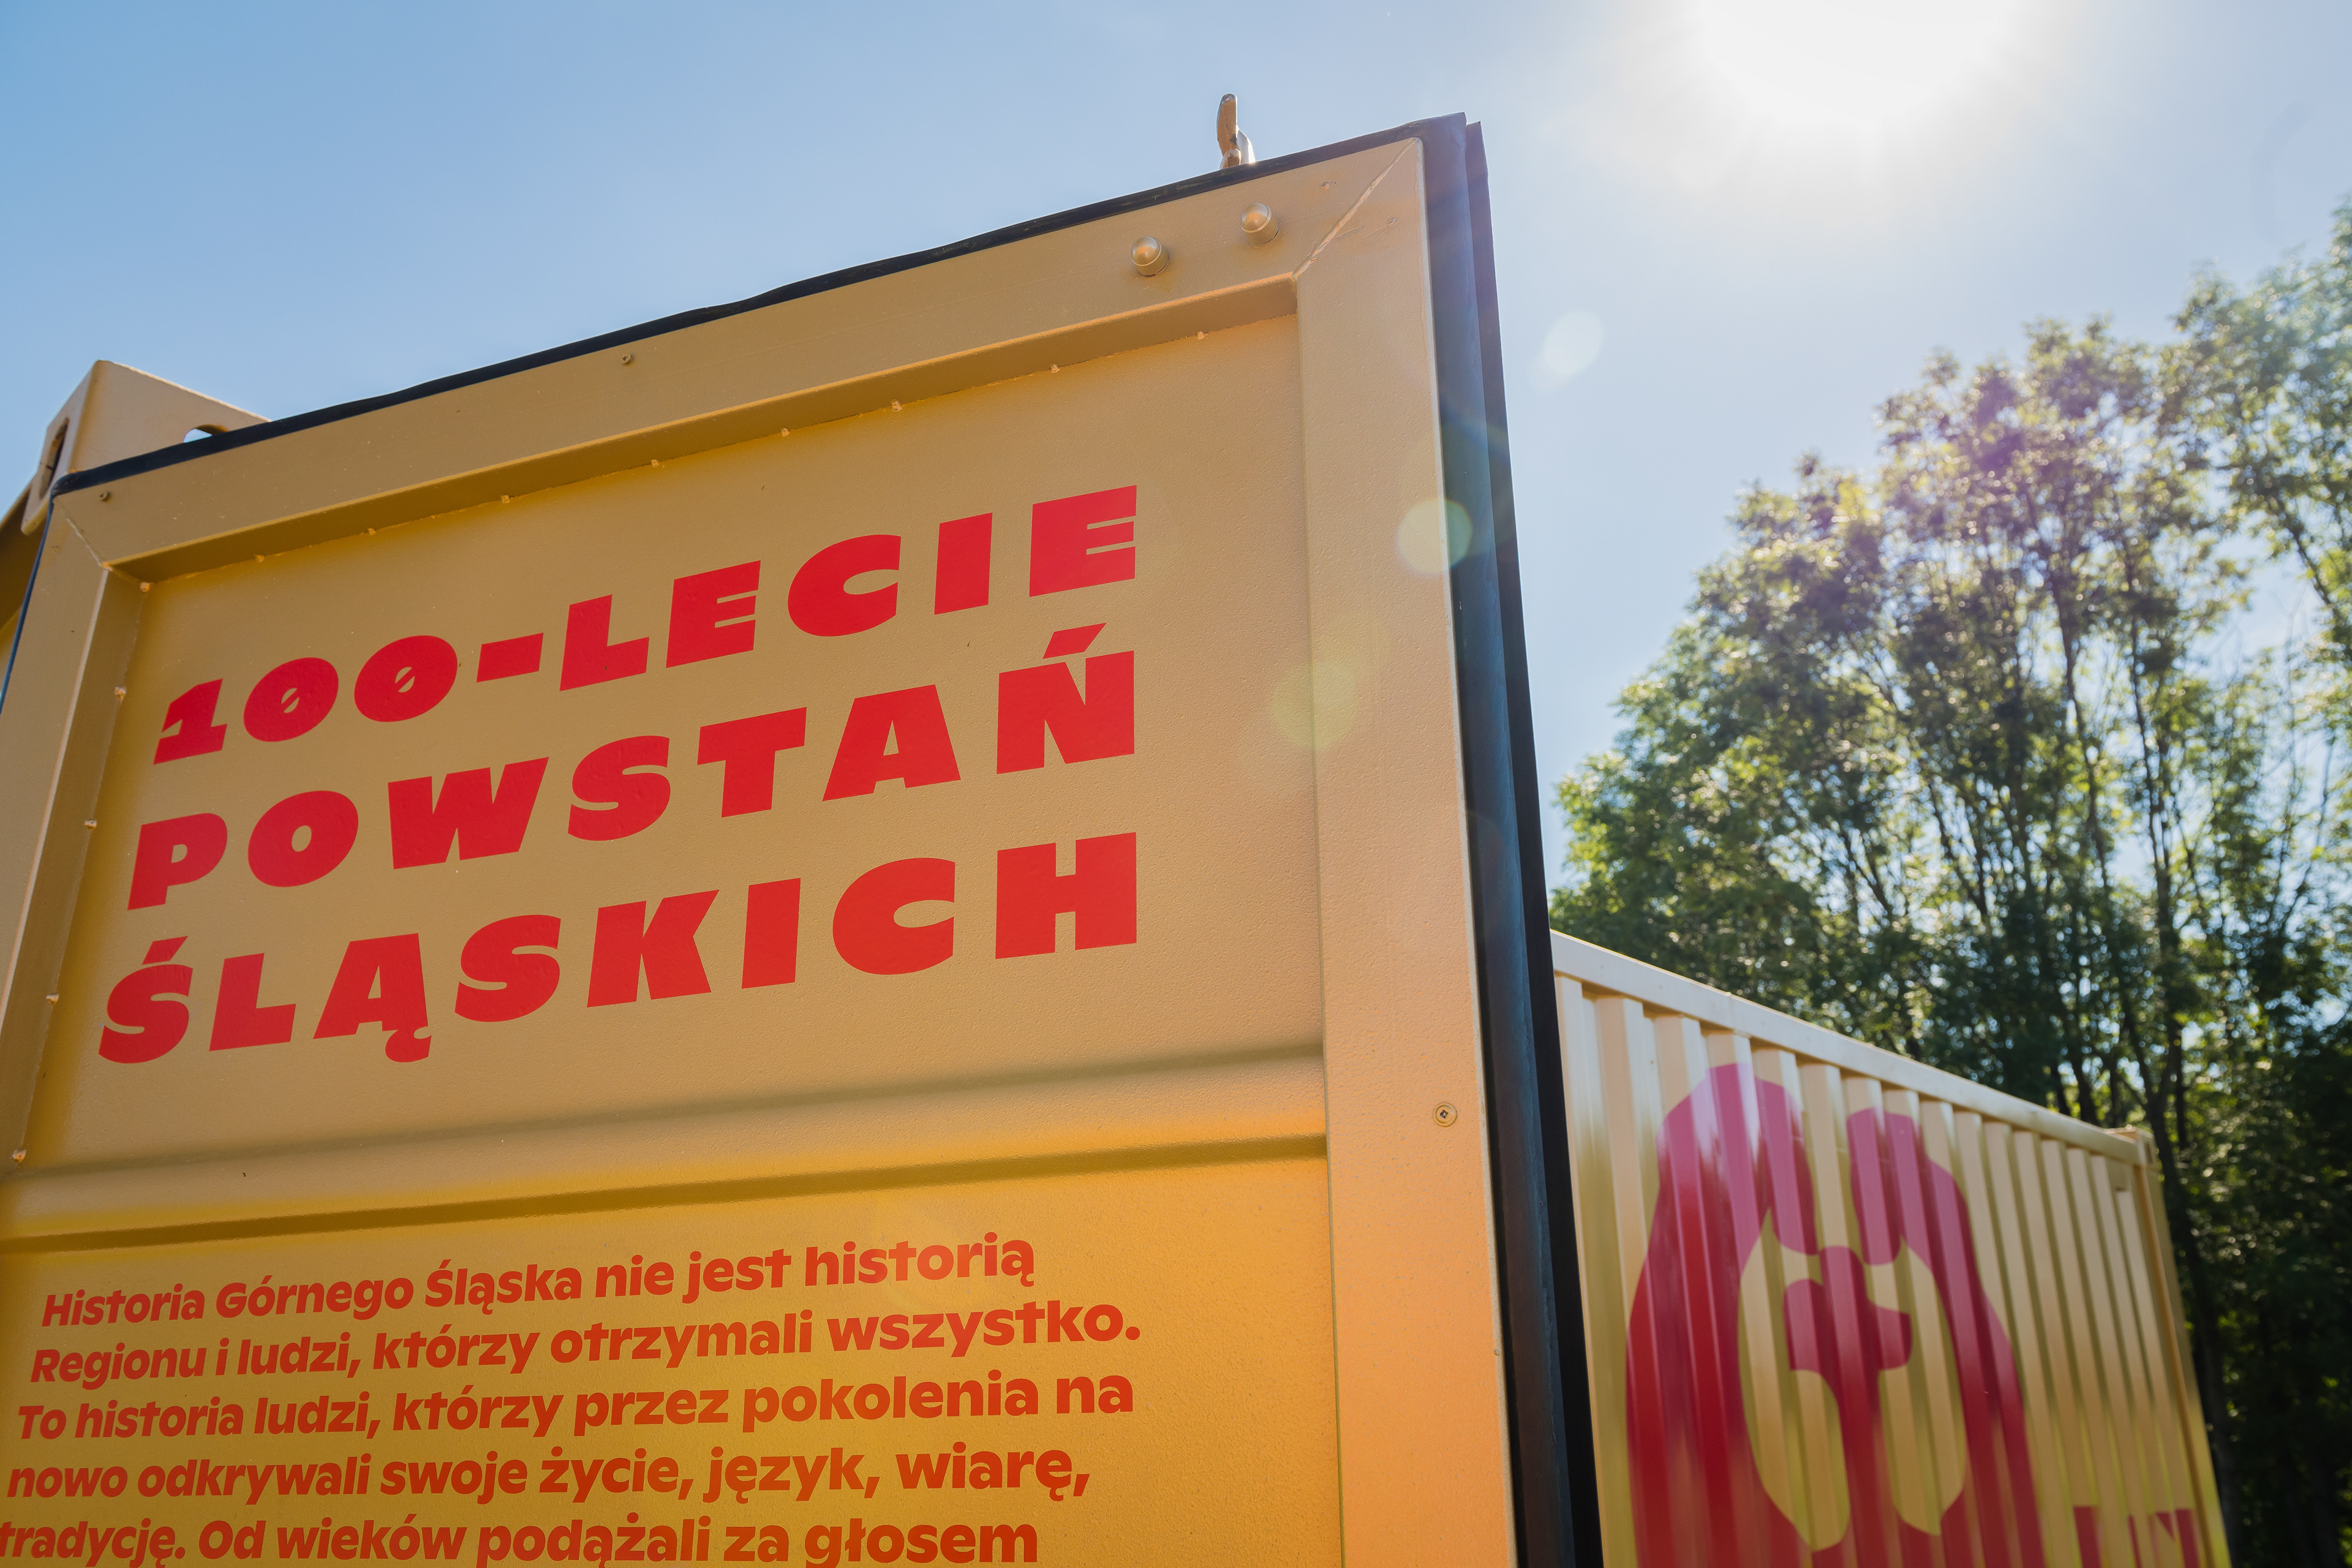 100-LECIE
POWSTAŃ
ŚLĄSKICH
Historia Górnego Śląska nie jest historią
Regionu i ludzi, którzy otrzymali wszystko.
To historia ludzi, którzy przez pokolenia na
nowo odkrywali swoje życie, język, wiarę,
tradycję. Od wieków podążali za głosem